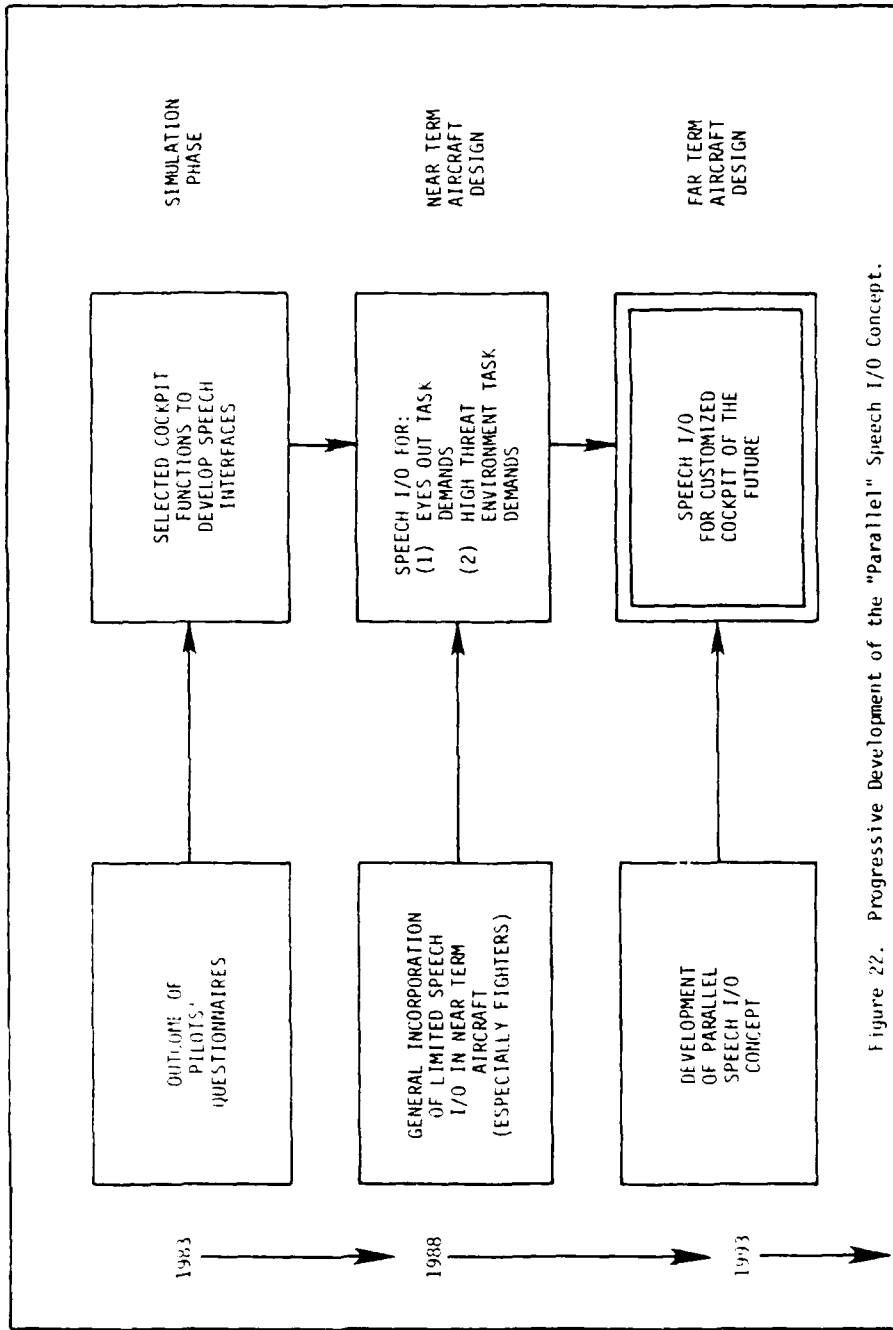 1983
OUTCOME OF
PILOTS'
QUESTIONNAIRES
SELECTED COCKPIT
FUNCTIONS TO
DEVELOP SPEECH
INTERFACES
SIMULATION
PHASE
1988
GENERAL INCORPORATION
OF LIMITED SPEECH
I/O IN NEAR TERM
AIRCRAFT
(ESPECIALLY FIGHTERS)
SPEECH I/O FOR:
(1) EYES OUT TASK
DEMANDS
(2) HIGH THREAT
ENVIRONMENT TASK
DEMANDS
NEAR TERM
AIRCRAFT
DESIGN
1993
DEVELOPMENT
OF PARALLEL
SPEECH I/O
CONCEPT
SPEECH I/O
FOR CUSTOMIZED
COCKPIT OF THE
FUTURE
FAR TERM
AIRCRAFT
DESIGN
Figure 22. Progressive Development of the "Parallel" Speech I/O Concept.